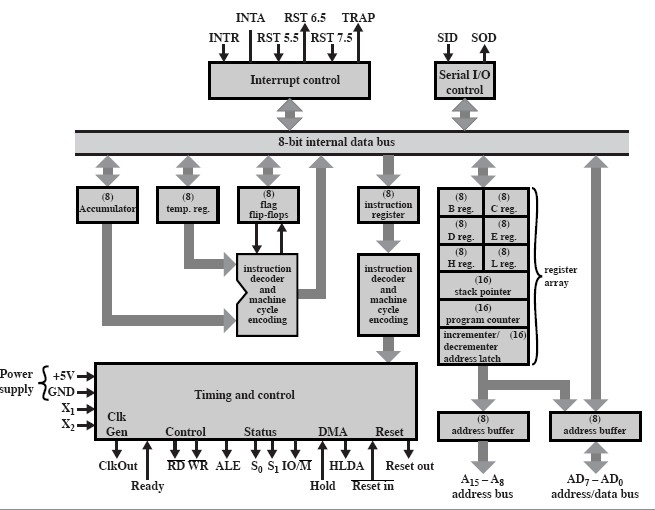 INTA RST 6.5 TRAP
INTR RST 5.5 RST 7.5
SID SOD
Interrupt control
Serial I/O
control
8-bit internal data bus
(8)
Accumulator
(8)
temp. reg.
(8)
flag
flip-flops
(8)
instruction
register
(8)
B reg.
(8)
C reg.
(8)
D reg.
(8)
E reg.
(8)
H reg.
(8)
L reg.
(16)
stack pointer
(16)
program counter
incrementer/ (16)
decrementer
address latch
register
array
instruction
decoder
and
machine
cycle
encoding
instruction
decoder
and
machine
cycle
encoding
Power
supply
+5V
GND
X₁
X₂
Timing and control
Clk
Gen
Control
Status
DMA
Reset
ClkOut
Ready
R̅D̅ W̅R̅
ALE
S₀ S₁ IO/M̅
Hold
HLDA
R̅e̅s̅e̅t̅ ̅i̅n̅
Reset out
(8)
address buffer
(8)
address buffer
A₁₅ – A₈
address bus
AD₇ – AD₀
address/data bus